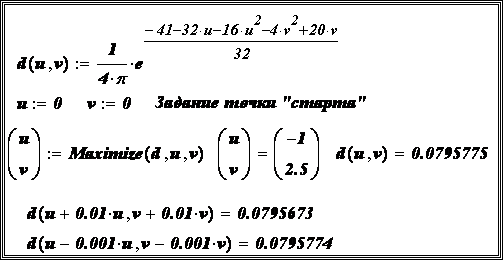 d(u,v) := 1/(4·π)·e^((−41−32·u−16·u²−4·v²+20·v)/32)
u := 0 v := 0 Задание точки "старта"
(u v) := Maximize(d,u,v) (u v) = (−1 2.5) d(u,v) = 0.0795775
d(u + 0.01·u,v + 0.01·v) = 0.0795673
d(u − 0.001·u,v − 0.001·v) = 0.0795774